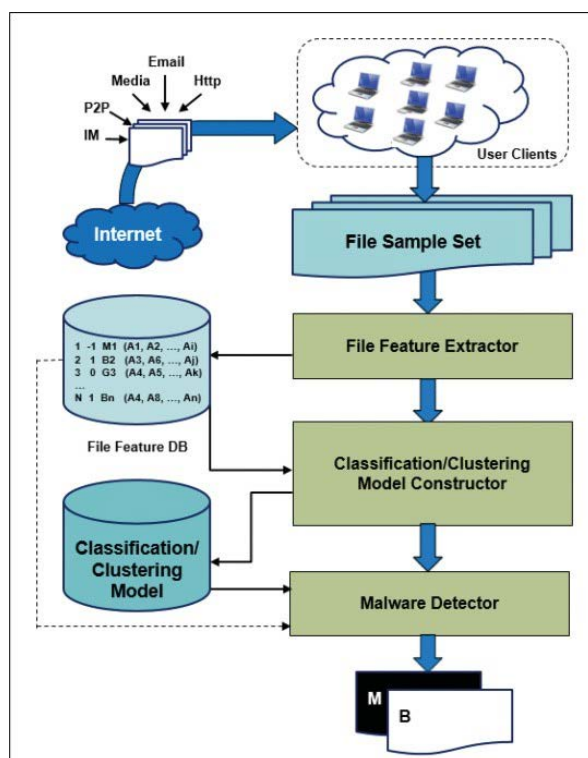 Email
Media
Http
P2P
IM
User Clients
Internet
File Sample Set
1 -1 M1 (A1, A2, ..., Ai)
2 1 B2 (A3, A6, ..., Aj)
3 0 G3 (A4, A5, ..., Ak)
...
N 1 Bn (A4, A8, ..., An)
File Feature Extractor
File Feature DB
Classification/Clustering
Model Constructor
Classification/
Clustering
Model
Malware Detector
M
B